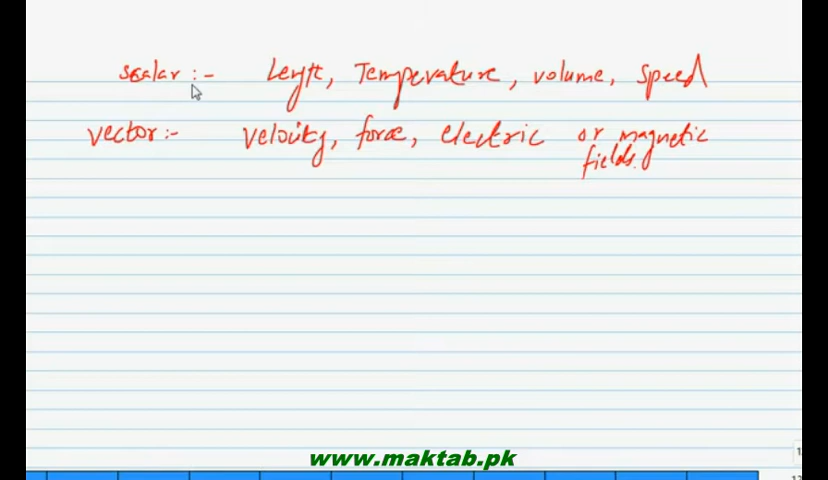 scalar :- Length, Temperature, volume, speed
vector :- velocity, force, electric or magnetic
fields.
www.maktab.pk